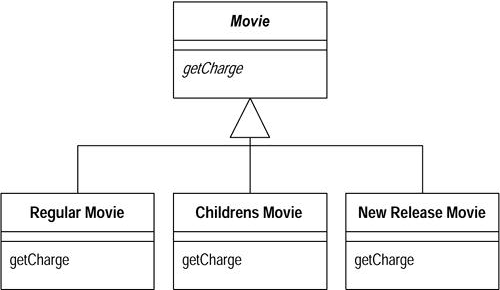 Movie
getCharge
Regular Movie
Childrens Movie
New Release Movie
getCharge
getCharge
getCharge